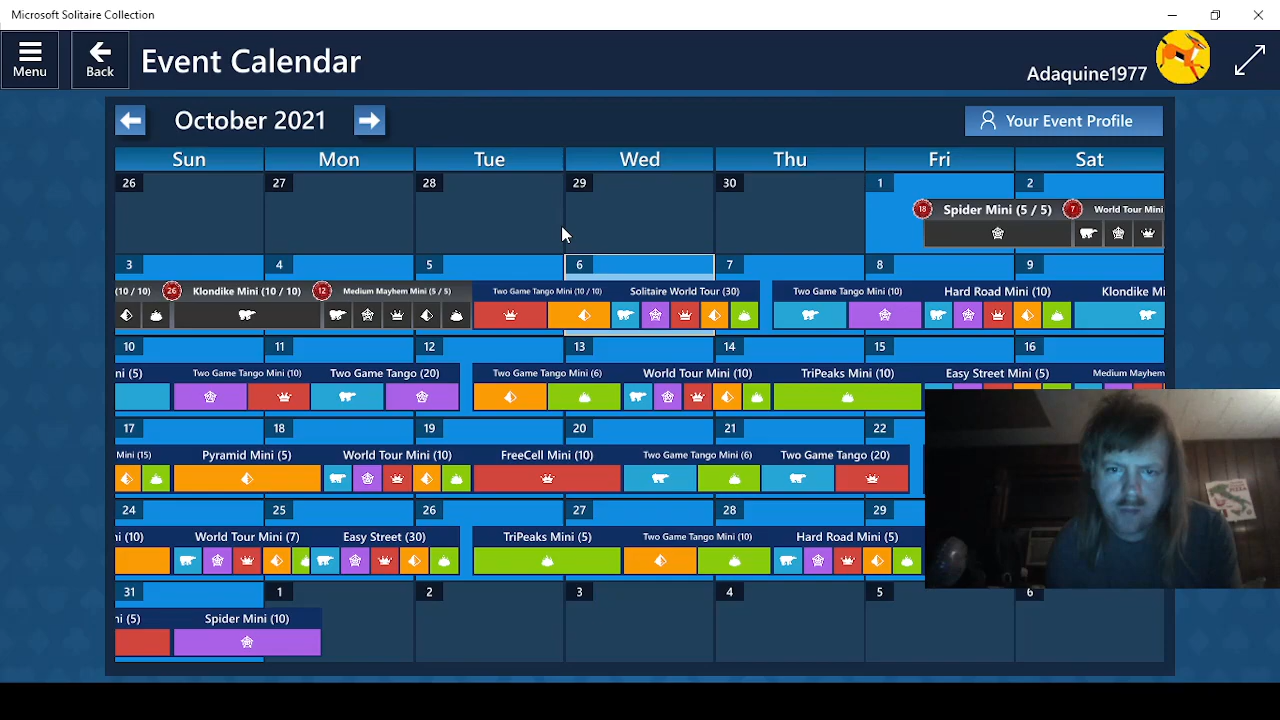 Microsoft Solitaire Collection
Menu
Back
Event Calendar
Adaquine1977
October 2021
Your Event Profile
Sun Mon Tue Wed Thu Fri Sat
26 27 28 29 30 1 2
18 Spider Mini (5 / 5) 7 World Tour Mini
3 4 5 6 7 8 9
(10 / 10) 26 Klondike Mini (10 / 10) 12 Medium Mayhem Mini (5 / 5) Two Game Tango Mini (10 / 10) Solitaire World Tour (30) Two Game Tango Mini (10) Hard Road Mini (10) Klondike Mi
10 11 12 13 14 15 16
ni (5) Two Game Tango Mini (10) Two Game Tango (20) Two Game Tango Mini (6) World Tour Mini (10) TriPeaks Mini (10) Easy Street Mini (5) Medium Mayhem
17 18 19 20 21 22
Mini (15) Pyramid Mini (5) World Tour Mini (10) FreeCell Mini (10) Two Game Tango Mini (6) Two Game Tango (20)
24 25 26 27 28 29
ni (10) World Tour Mini (7) Easy Street (30) TriPeaks Mini (5) Two Game Tango Mini (10) Hard Road Mini (5)
31 1 2 3 4 5 6
ni (5) Spider Mini (10)